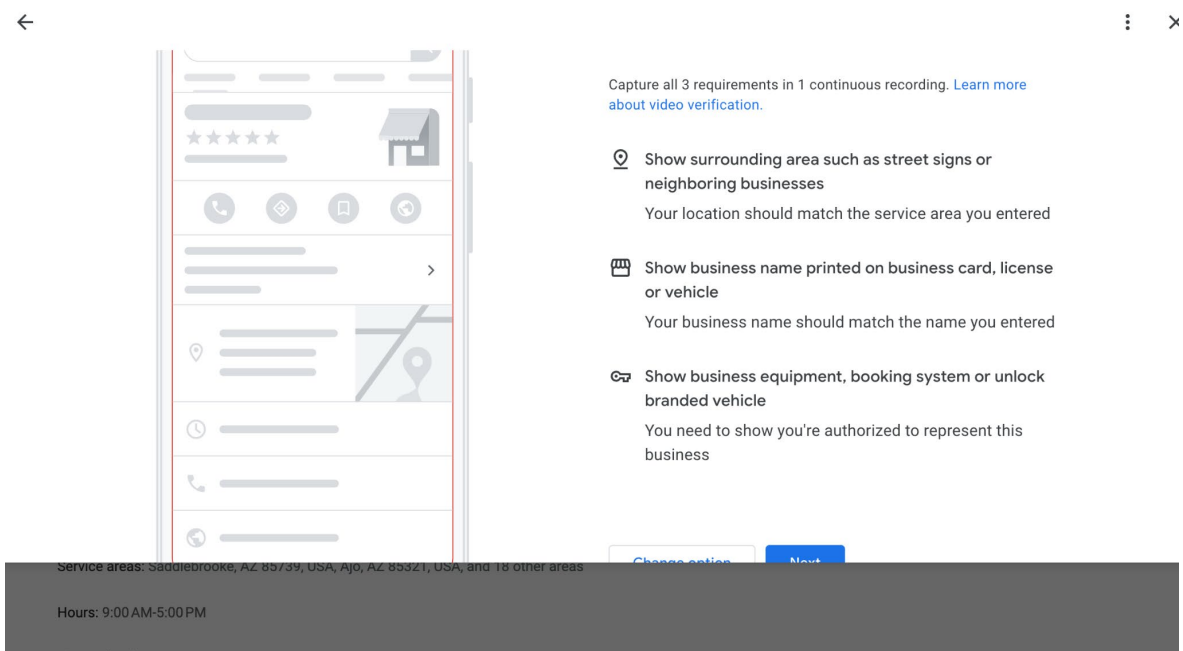 Capture all 3 requirements in 1 continuous recording. Learn more
about video verification.
Show surrounding area such as street signs or
neighboring businesses
Your location should match the service area you entered
Show business name printed on business card, license
or vehicle
Your business name should match the name you entered
Show business equipment, booking system or unlock
branded vehicle
You need to show you're authorized to represent this
business
Change option
Next
Service areas: Saddlebrooke, AZ 85739, USA, Ajo, AZ 85321, USA, and 18 other areas
Hours: 9:00 AM-5:00 PM